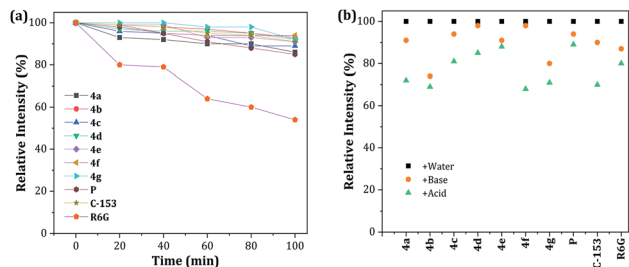 (a)
Relative Intensity (%)
100
80
60
40
20
0
4a
4b
4c
4d
4e
4f
4g
P
C-153
R6G
0 20 40 60 80 100
Time (min)
(b)
Relative Intensity (%)
100
80
60
40
20
0
+Water
+Base
+Acid
4a 4b 4c 4d 4e 4f 4g P C-153 R6G